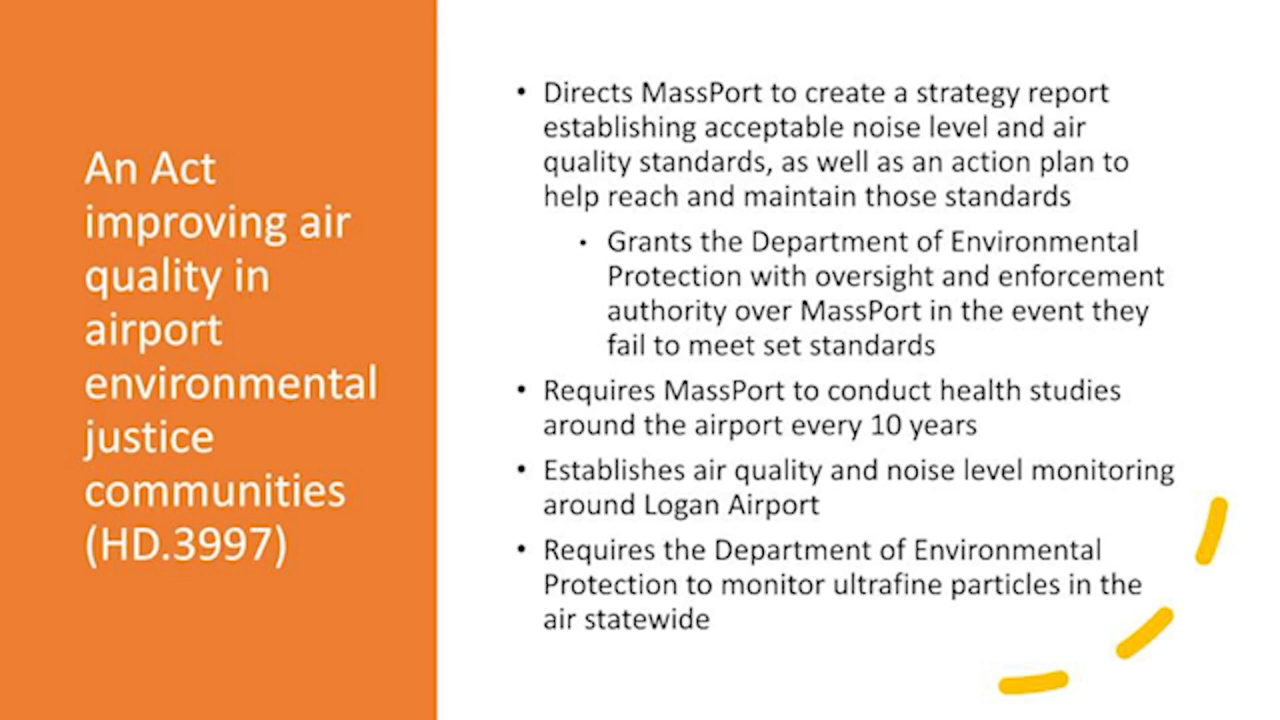 An Act
improving air
quality in
airport
environmental
justice
communities
(HD.3997)
• Directs MassPort to create a strategy report
establishing acceptable noise level and air
quality standards, as well as an action plan to
help reach and maintain those standards
• Grants the Department of Environmental
Protection with oversight and enforcement
authority over MassPort in the event they
fail to meet set standards
• Requires MassPort to conduct health studies
around the airport every 10 years
• Establishes air quality and noise level monitoring
around Logan Airport
• Requires the Department of Environmental
Protection to monitor ultrafine particles in the
air statewide